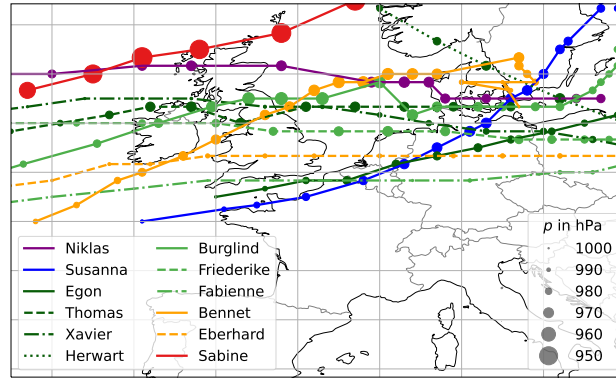 Niklas
Susanna
Egon
Thomas
Xavier
Herwart
Burglind
Friederike
Fabienne
Bennet
Eberhard
Sabine
p in hPa
1000
990
980
970
960
950